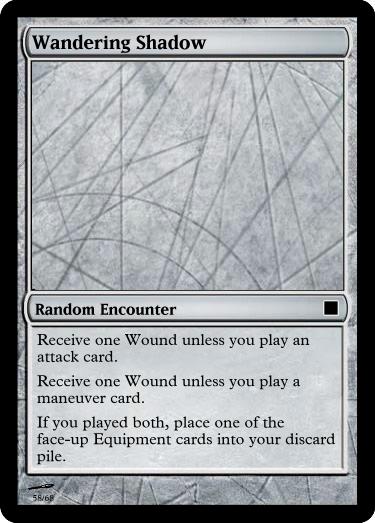 Wandering Shadow
Random Encounter
Receive one Wound unless you play an
attack card.
Receive one Wound unless you play a
maneuver card.
If you played both, place one of the
face-up Equipment cards into your discard
pile.
58/68